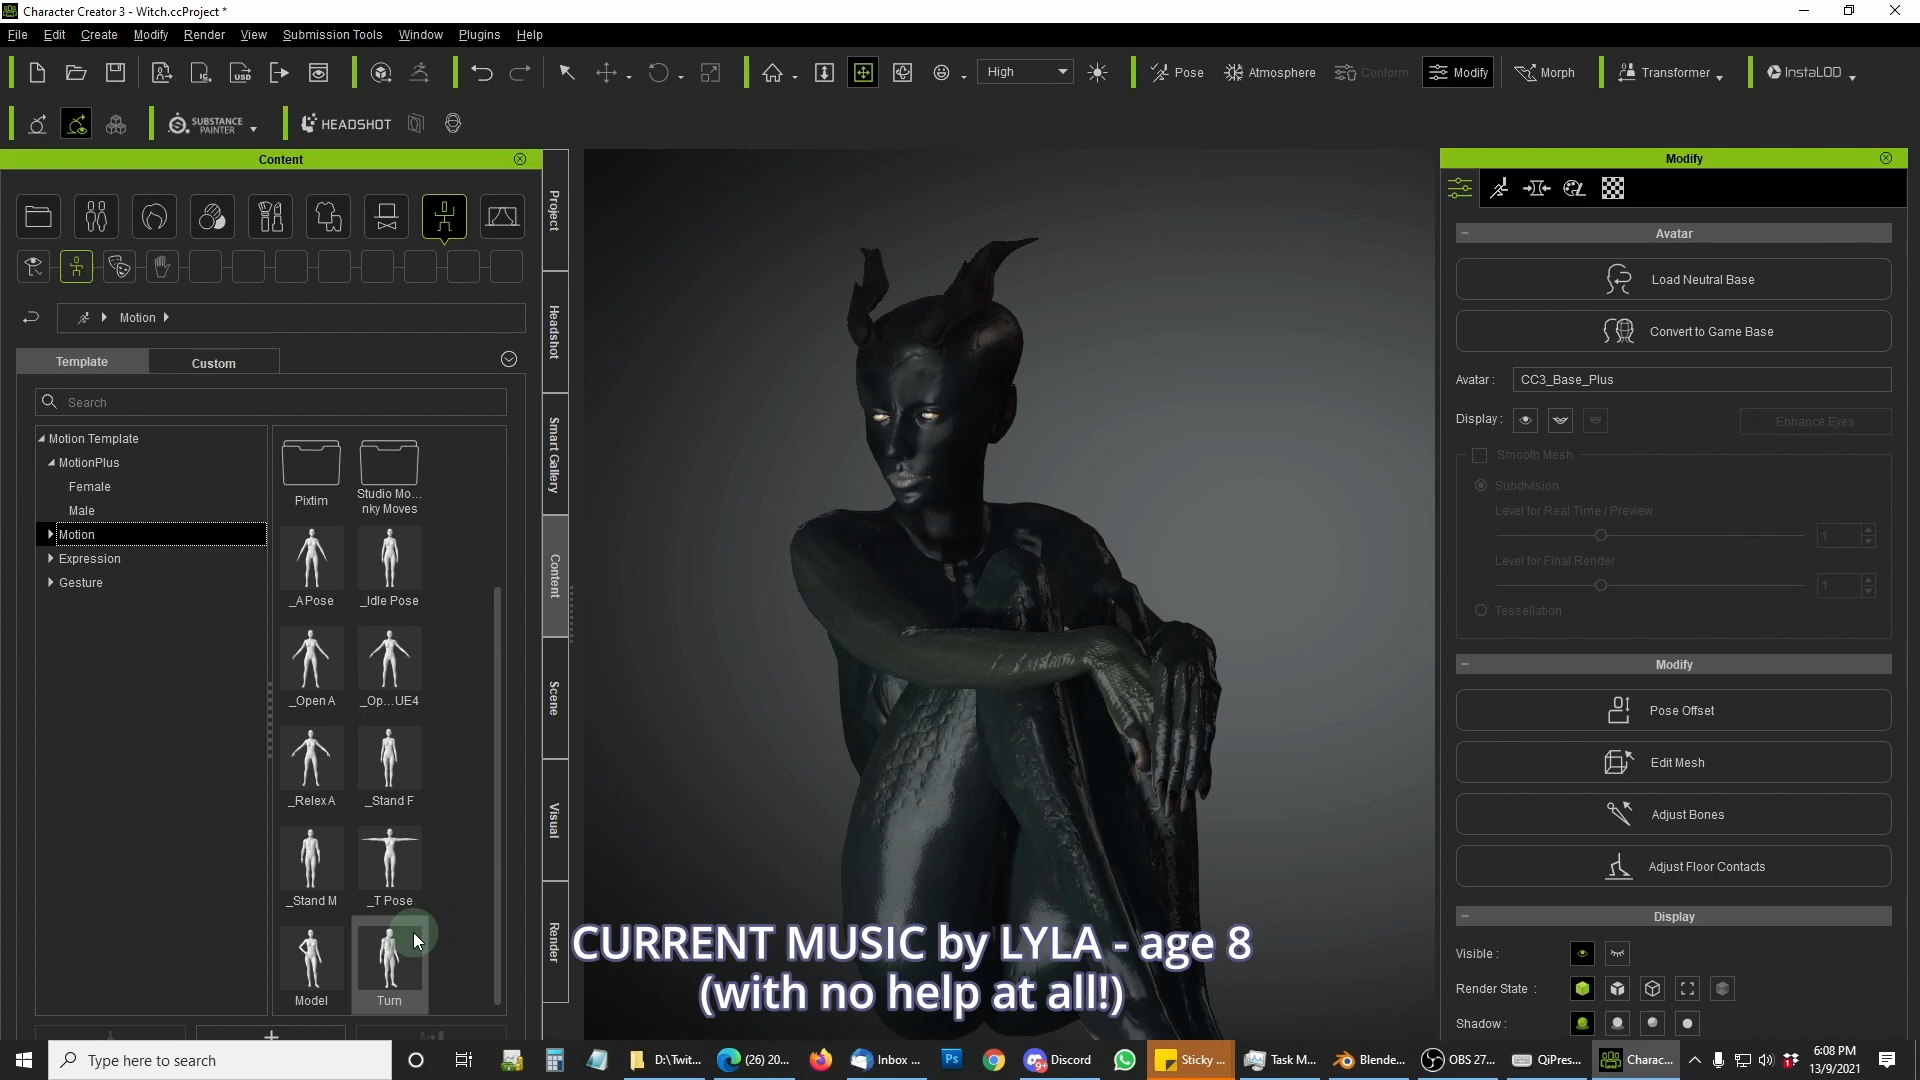 Character Creator 3 - Witch.ccProject *
File Edit Create Modify Render View Submission Tools Window Plugins Help
High Pose Atmosphere Conform Modify Morph Transformer InstaLOD
SUBSTANCE PAINTER HEADSHOT
Content
Motion
Template Custom
Search
Motion Template
MotionPlus
Female
Male
Motion
Expression
Gesture
Pixtim
Studio Mo...
nky Moves
_A Pose _Idle Pose
_Open A _Op...UE4
_Relex A _Stand F
_Stand M _T Pose
Model Turn
Project
Headshot
Smart Gallery
Content
Scene
Visual
Render
CURRENT MUSIC by LYLA - age 8
(with no help at all!)
Modify
Avatar
Load Neutral Base
Convert to Game Base
Avatar : CC3_Base_Plus
Display : Enhance Eyes
Smooth Mesh
Subdivision
Level for Real Time / Preview
1
Level for Final Render
1
Tessellation
Modify
Pose Offset
Edit Mesh
Adjust Bones
Adjust Floor Contacts
Display
Visible :
Render State :
Shadow :
Type here to search
D:\Twit...
(26) 20...
Inbox ...
Ps
Discord
9+
Sticky ...
Task M...
Blende...
OBS 27...
QiPres...
Charac...
6:08 PM
13/9/2021